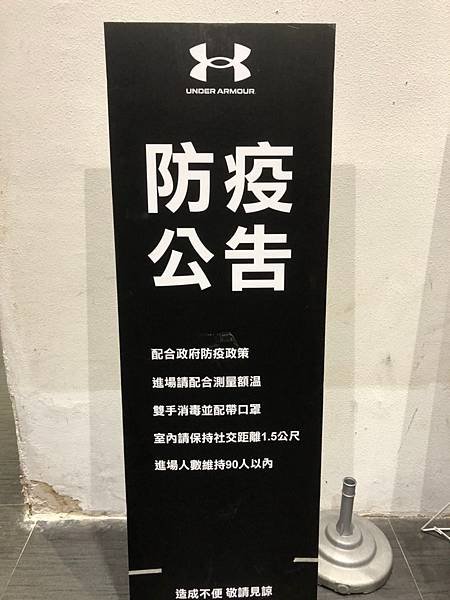 UNDER ARMOUR
防疫
公告
配合政府防疫政策
進場請配合測量額溫
雙手消毒並配帶口罩
室內請保持社交距離1.5公尺
進場人數維持90人以內
造成不便 敬請見諒